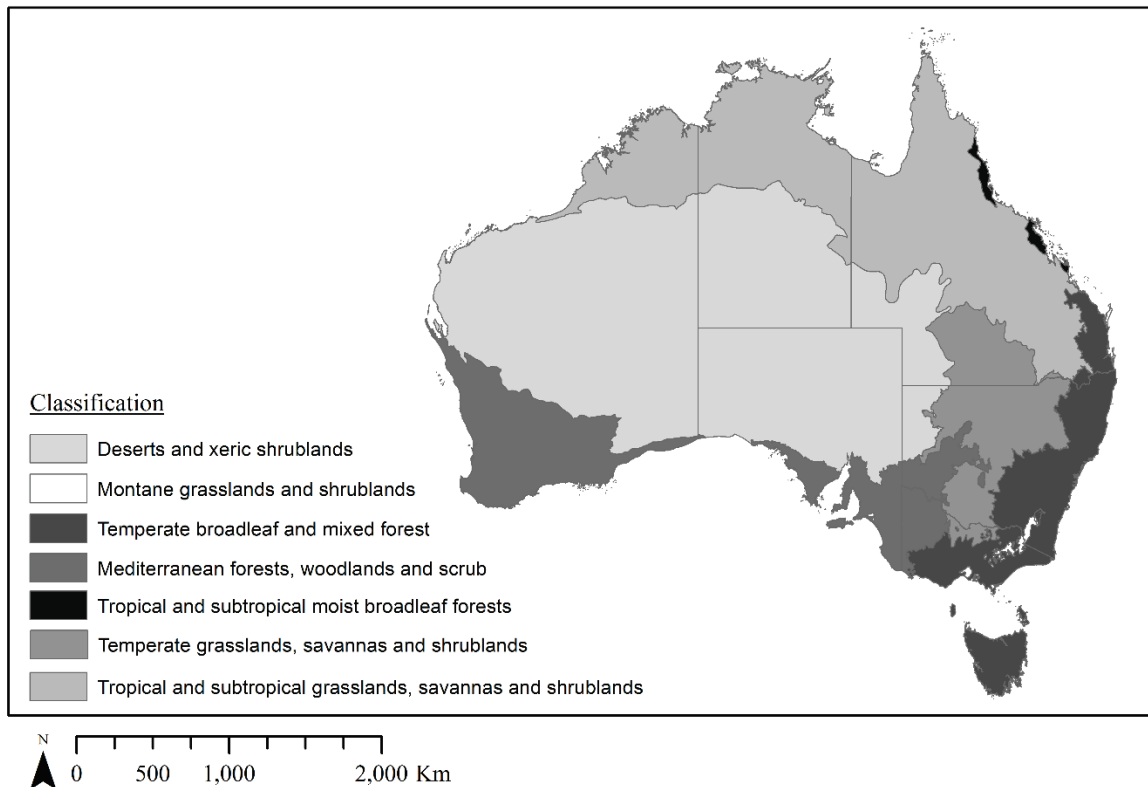 Classification
Deserts and xeric shrublands
Montane grasslands and shrublands
Temperate broadleaf and mixed forest
Mediterranean forests, woodlands and scrub
Tropical and subtropical moist broadleaf forests
Temperate grasslands, savannas and shrublands
Tropical and subtropical grasslands, savannas and shrublands
N
0 500 1,000 2,000 Km